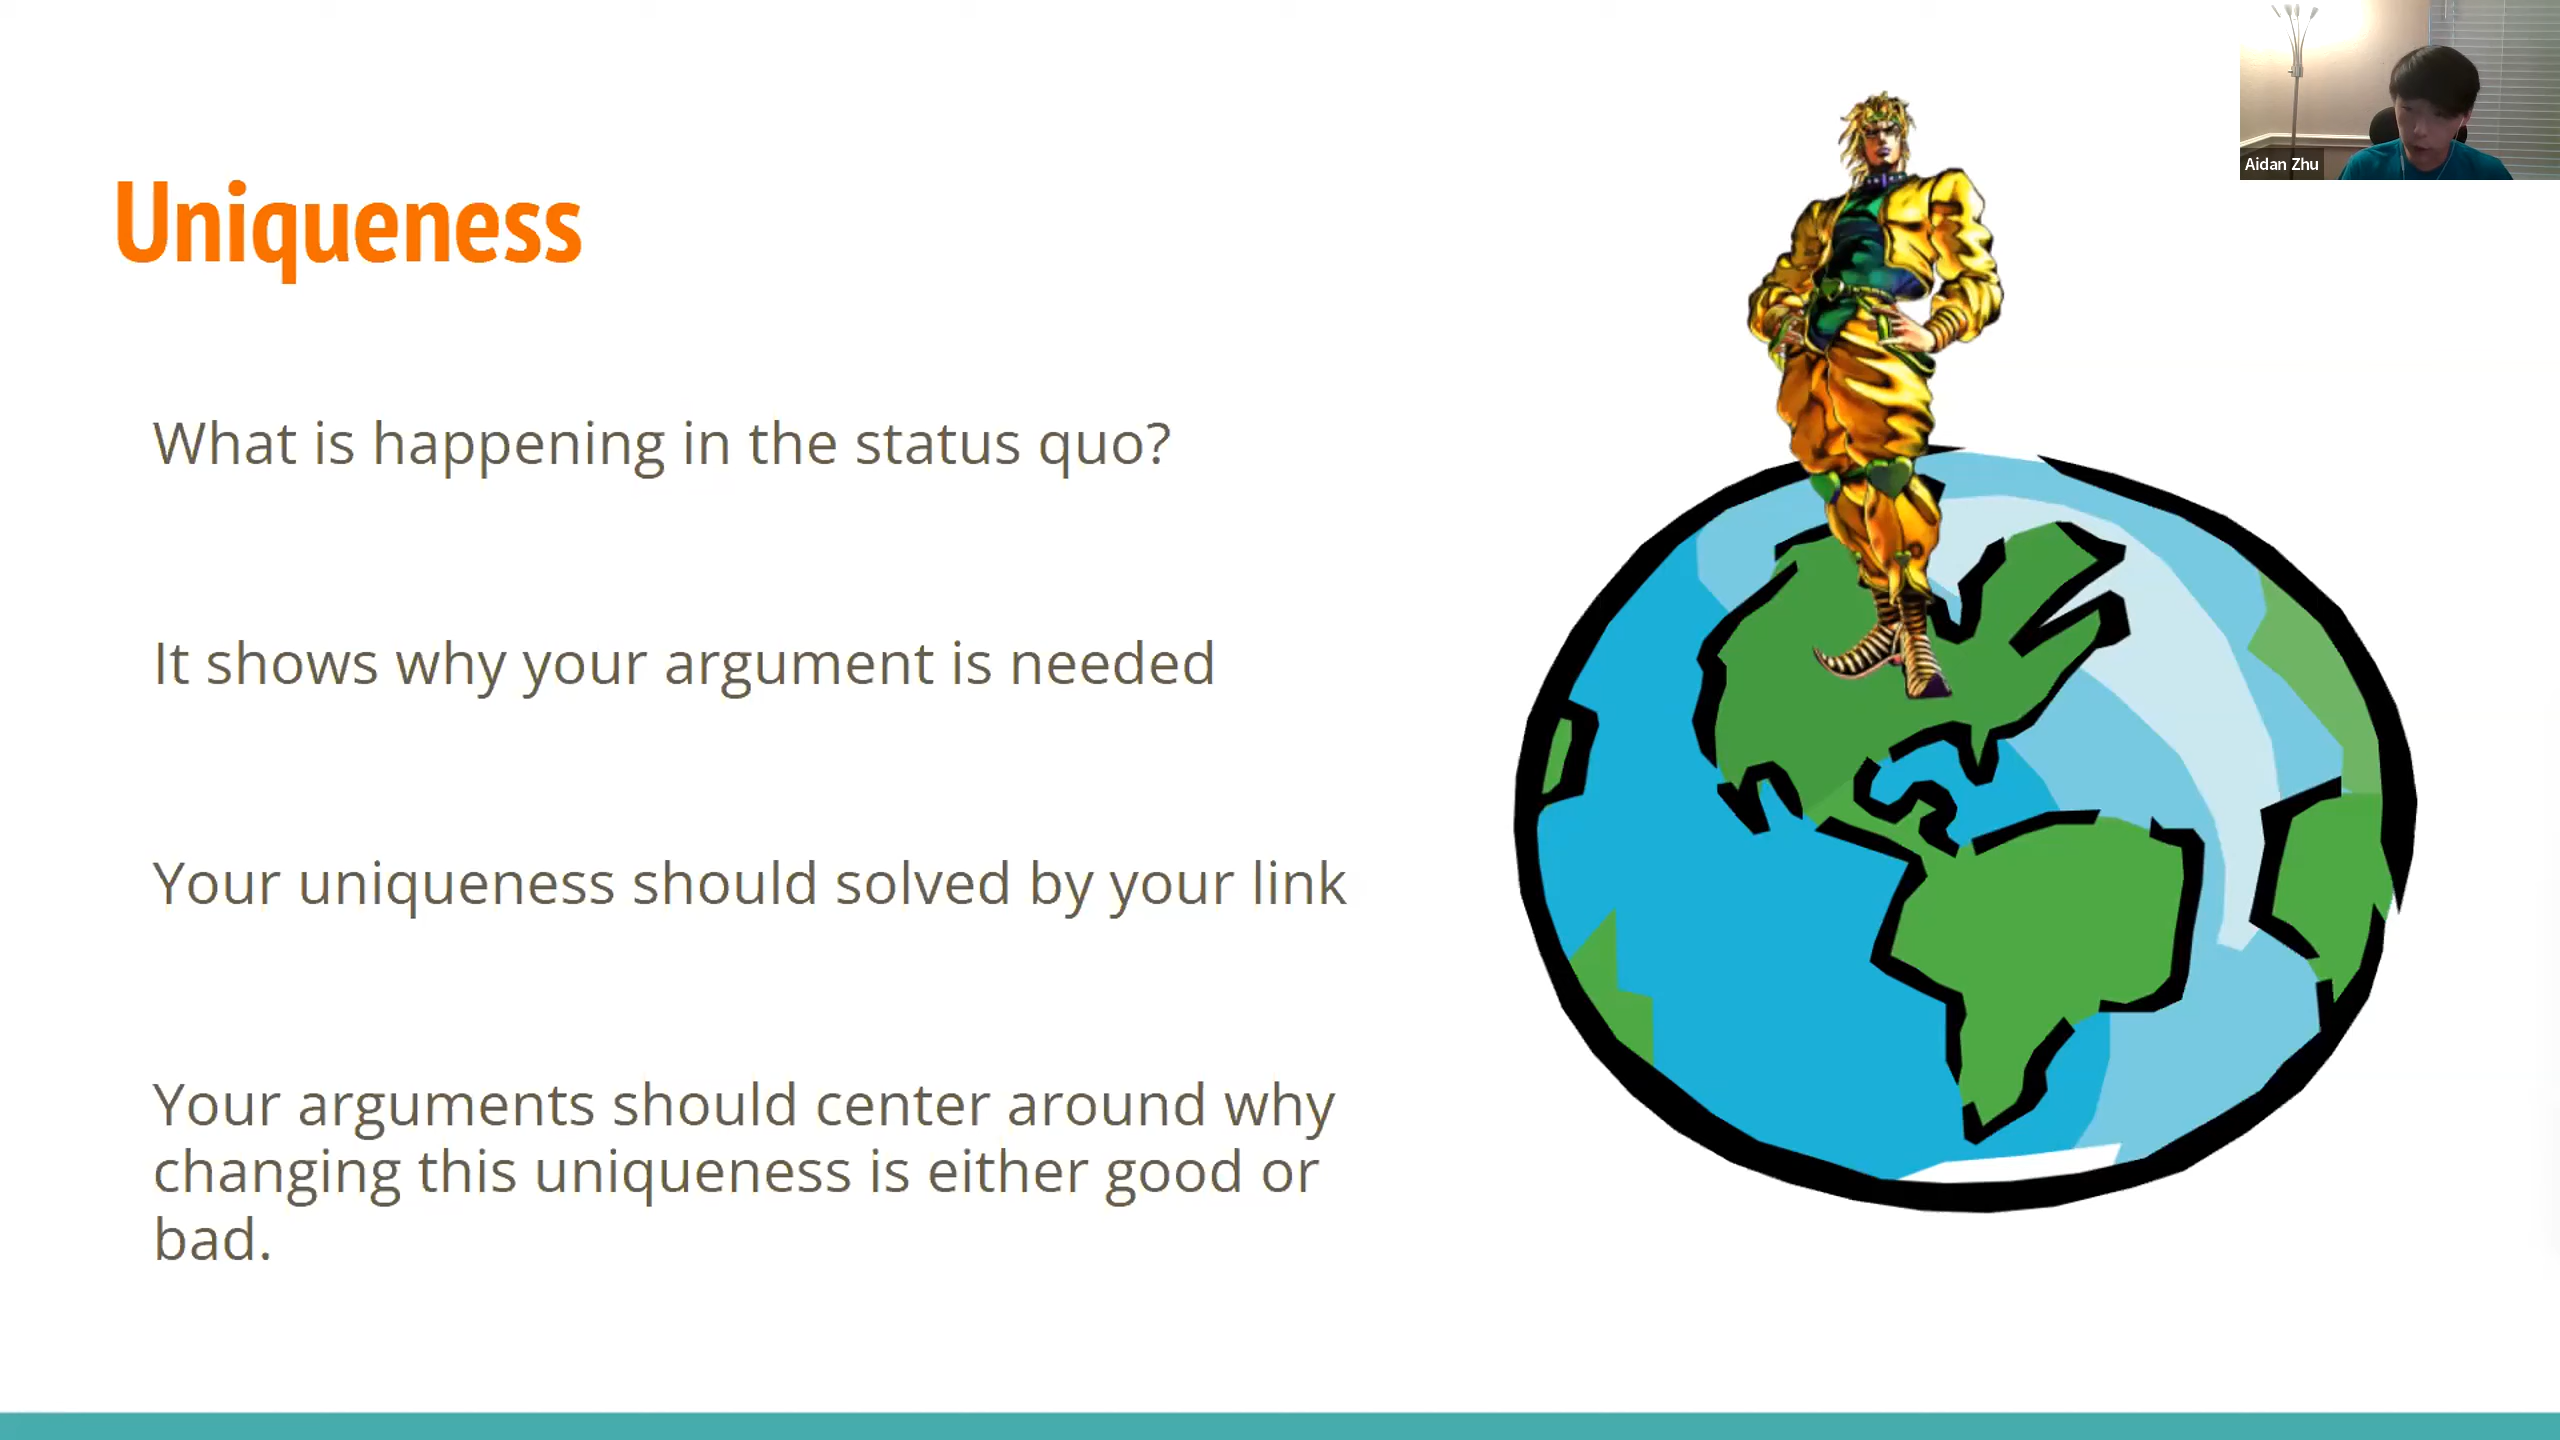 Uniqueness
What is happening in the status quo?
It shows why your argument is needed
Your uniqueness should solved by your link
Your arguments should center around why
changing this uniqueness is either good or
bad.
Aidan Zhu